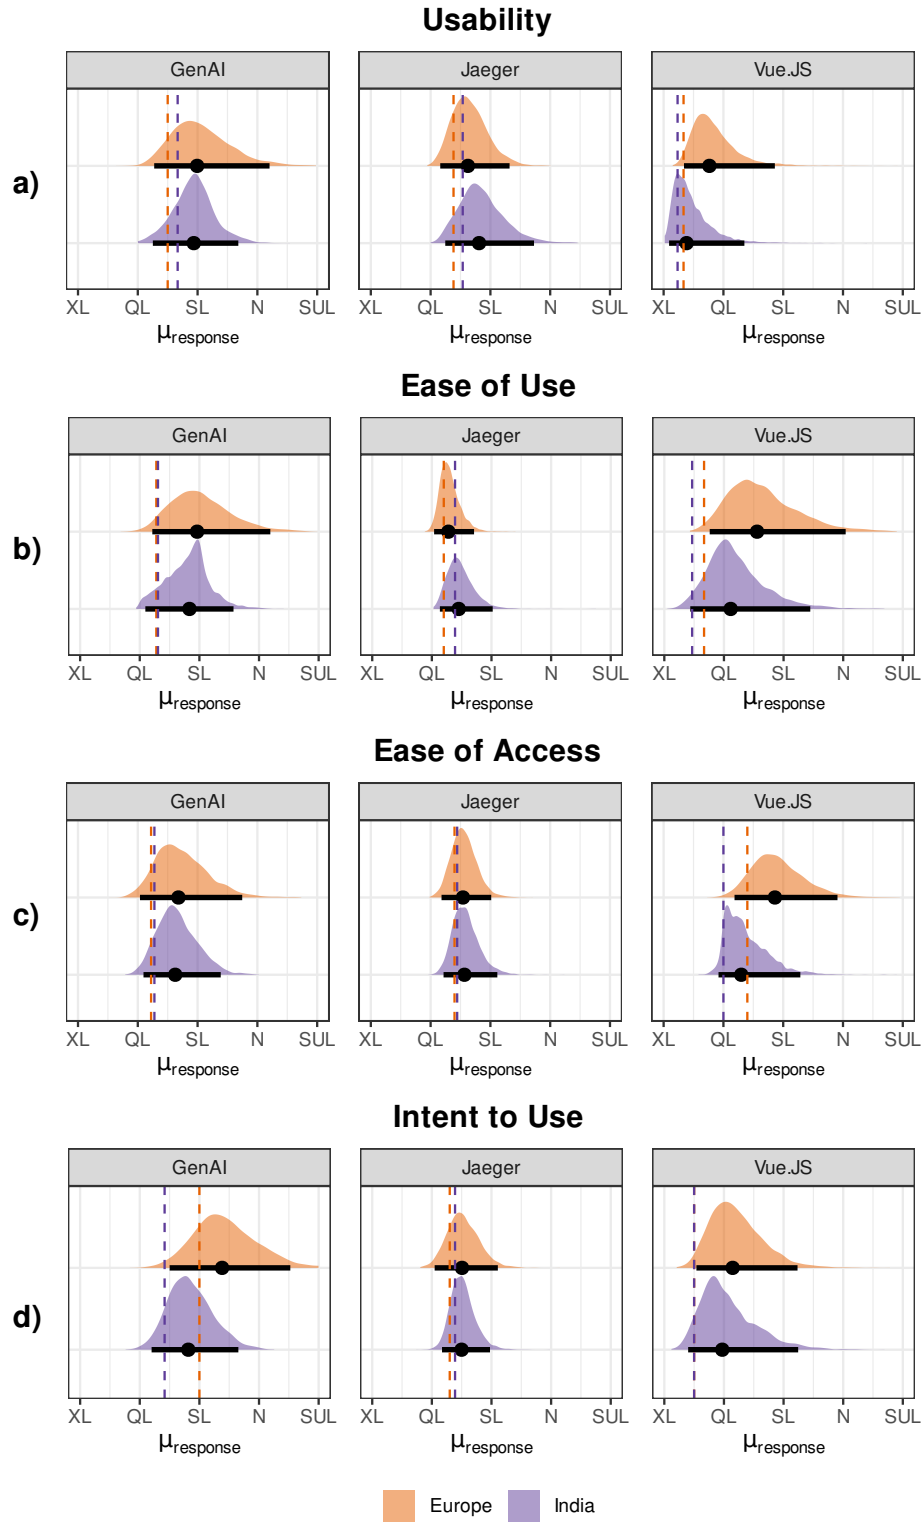 Usability
GenAI Jaeger Vue.JS
a)
XL QL SL N SUL XL QL SL N SUL XL QL SL N SUL
μresponse μresponse μresponse
Ease of Use
GenAI Jaeger Vue.JS
b)
XL QL SL N SUL XL QL SL N SUL XL QL SL N SUL
μresponse μresponse μresponse
Ease of Access
GenAI Jaeger Vue.JS
c)
XL QL SL N SUL XL QL SL N SUL XL QL SL N SUL
μresponse μresponse μresponse
Intent to Use
GenAI Jaeger Vue.JS
d)
XL QL SL N SUL XL QL SL N SUL XL QL SL N SUL
μresponse μresponse μresponse
Europe India